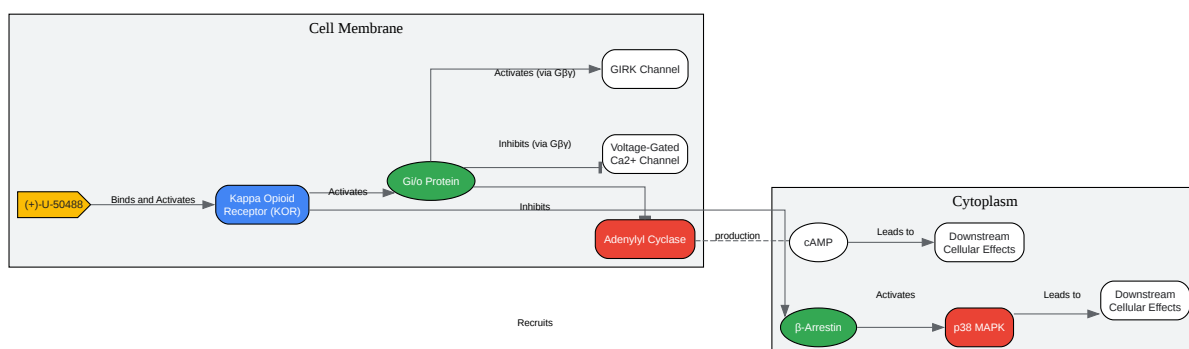 Cell Membrane
Activates (via Gβγ)
GIRK Channel
Inhibits (via Gβγ)
Voltage-Gated
Ca2+ Channel
Gi/o Protein
(+)-U-50488
Binds and Activates
Kappa Opioid
Receptor (KOR)
Activates
Inhibits
Adenylyl Cyclase
production
Cytoplasm
cAMP
Leads to
Downstream
Cellular Effects
Recruits
β-Arrestin
Activates
p38 MAPK
Leads to
Downstream
Cellular Effects